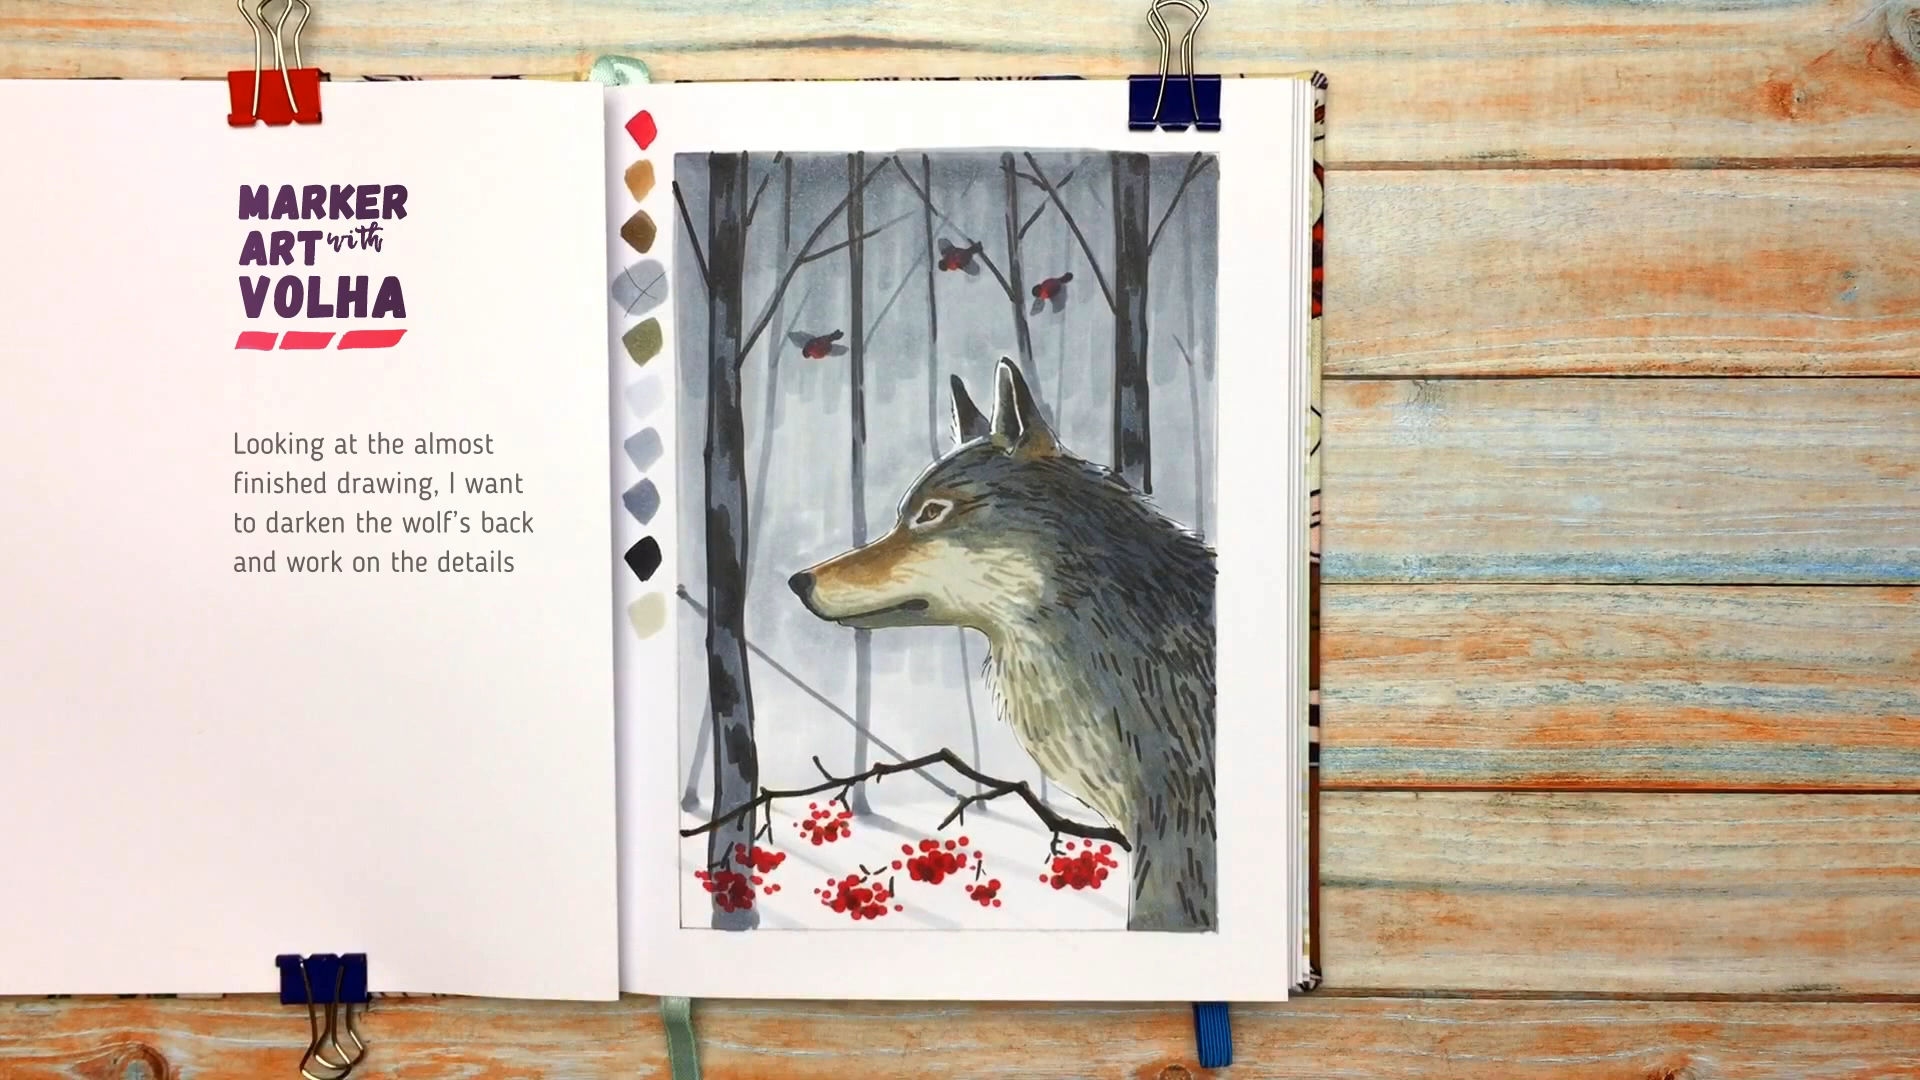 MARKER
ART with
VOLHA
Looking at the almost
finished drawing, I want
to darken the wolf's back
and work on the details